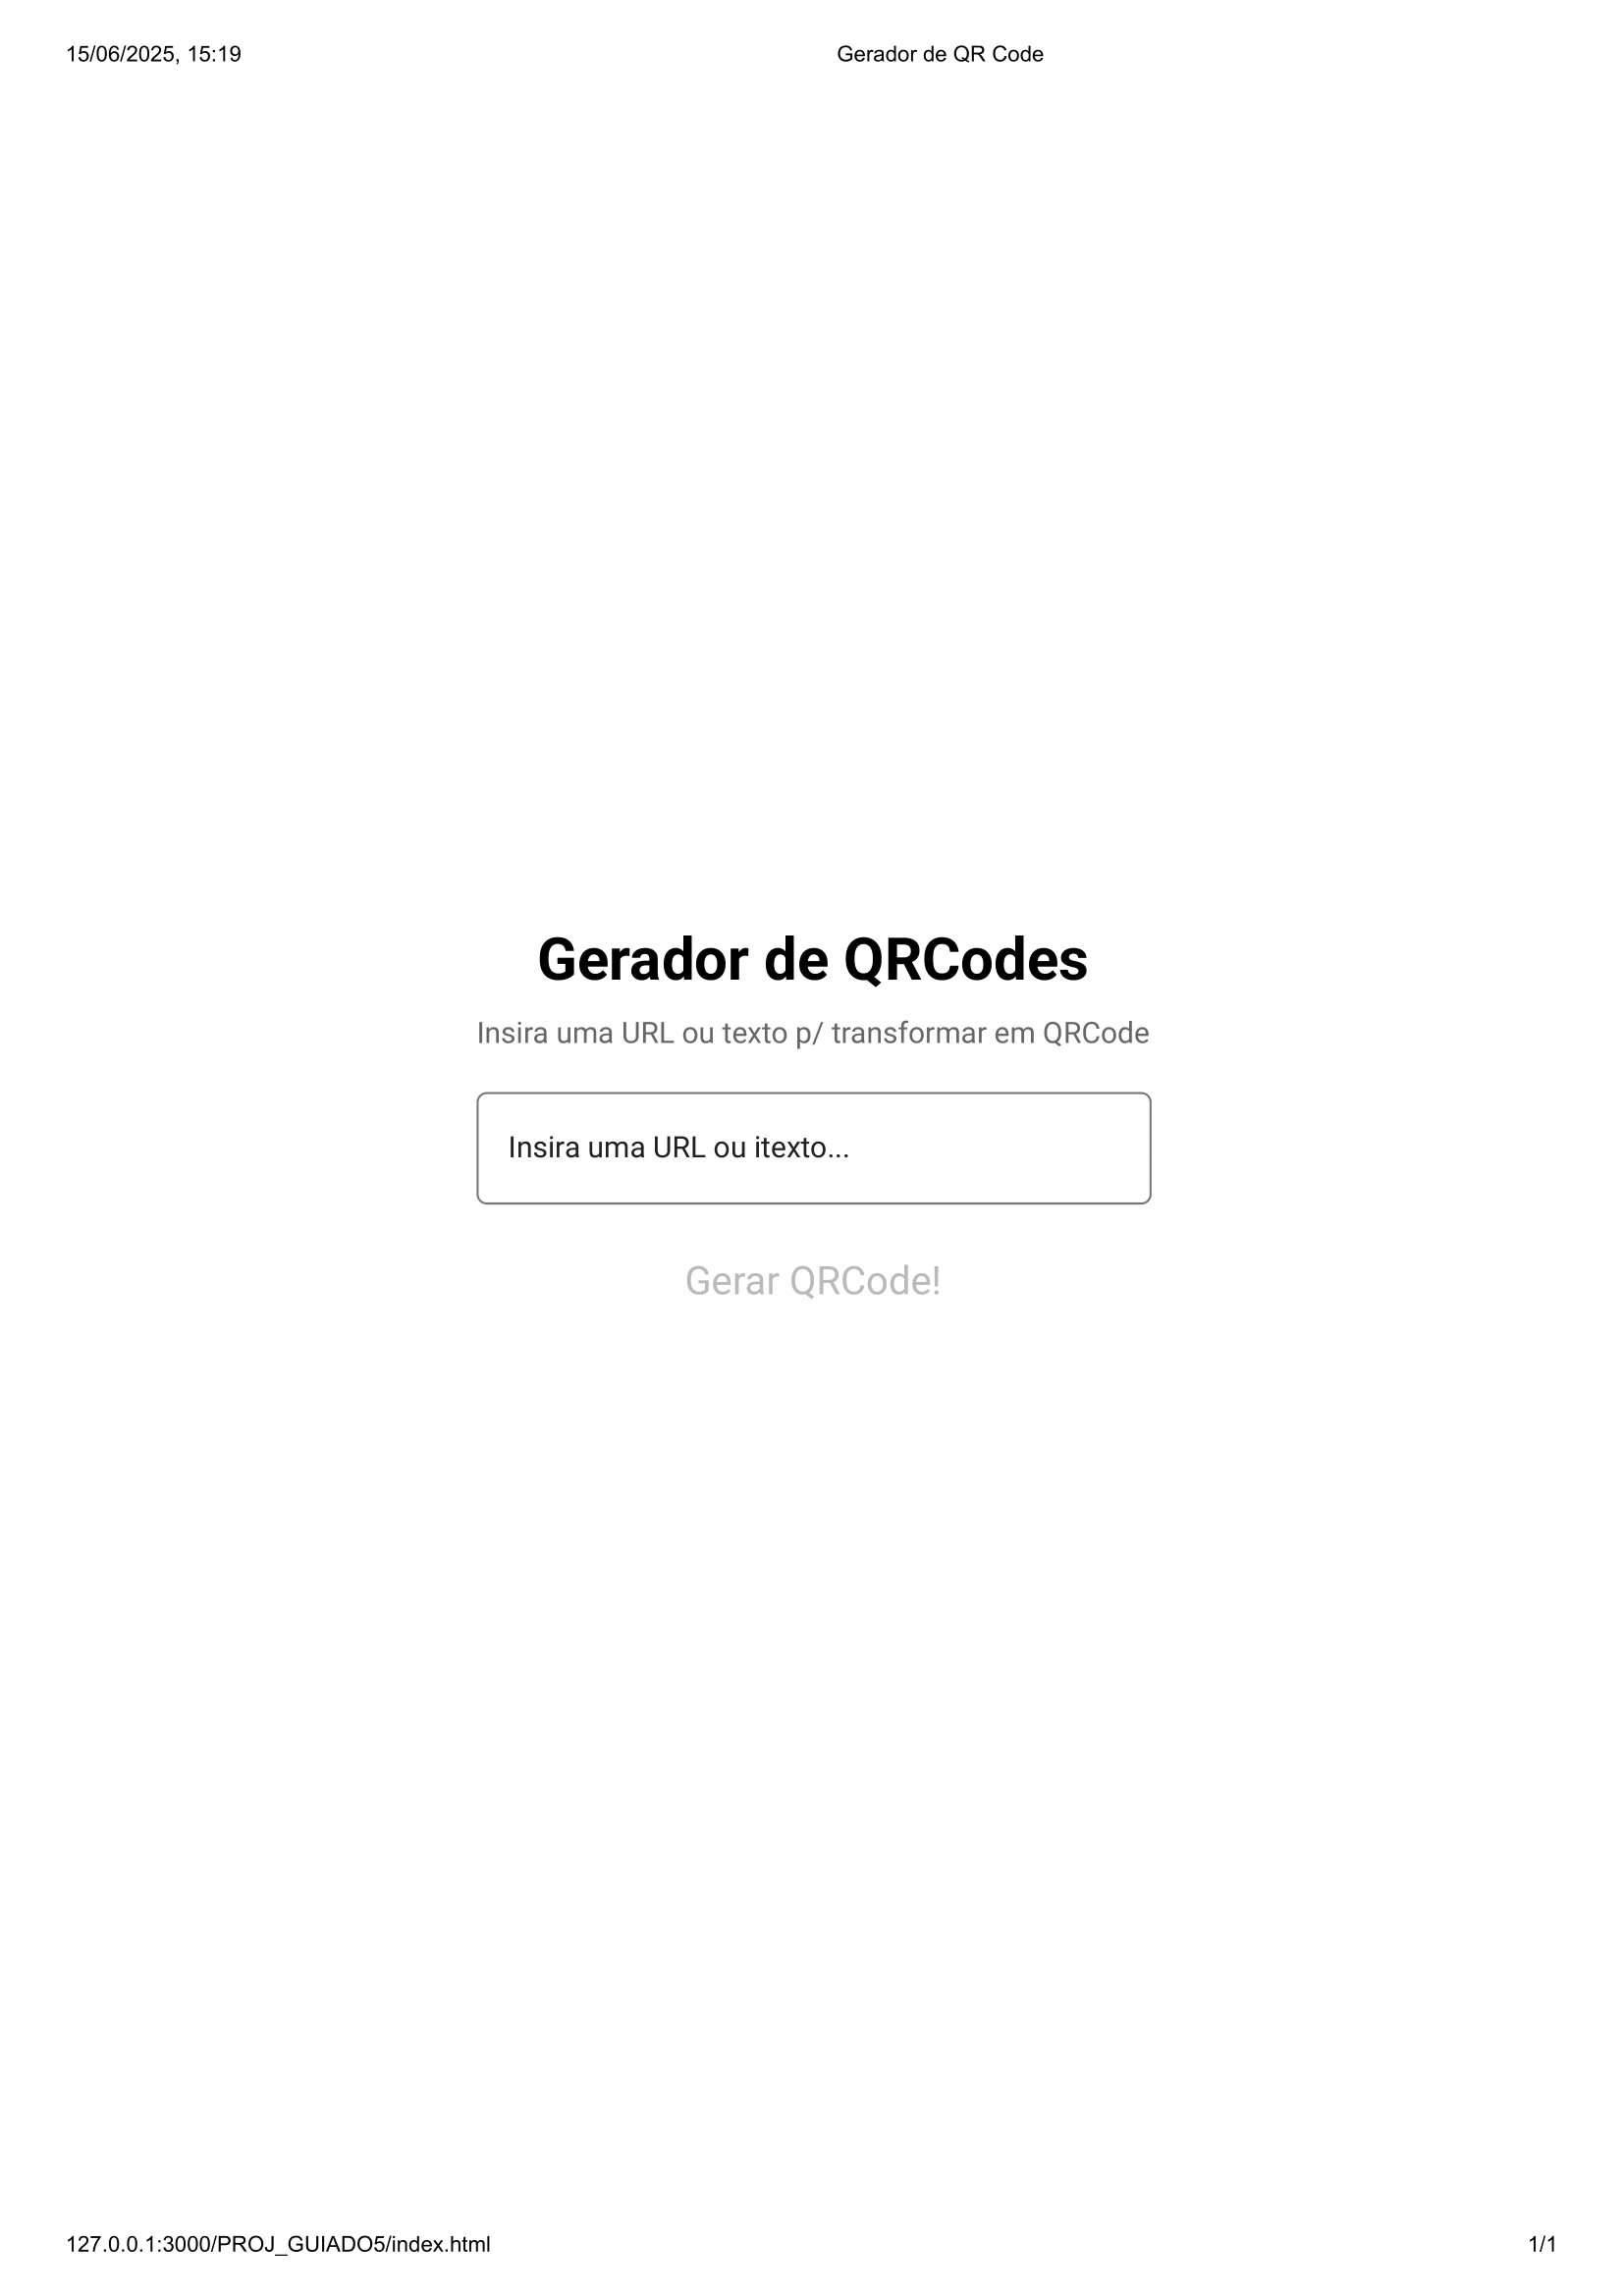 15/06/2025, 15:19
Gerador de QR Code
Gerador de QRCodes
Insira uma URL ou texto p/ transformar em QRCode
Insira uma URL ou itexto...
Gerar QRCode!
127.0.0.1:3000/PROJ_GUIADO5/index.html
1/1